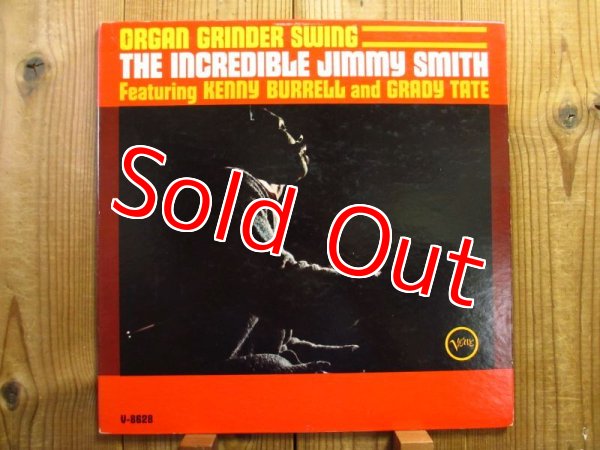 ORGAN GRINDER SWING
THE INCREDIBLE JIMMY SMITH
Featuring KENNY BURRELL and GRADY TATE
Sold Out
Verve
V-8628